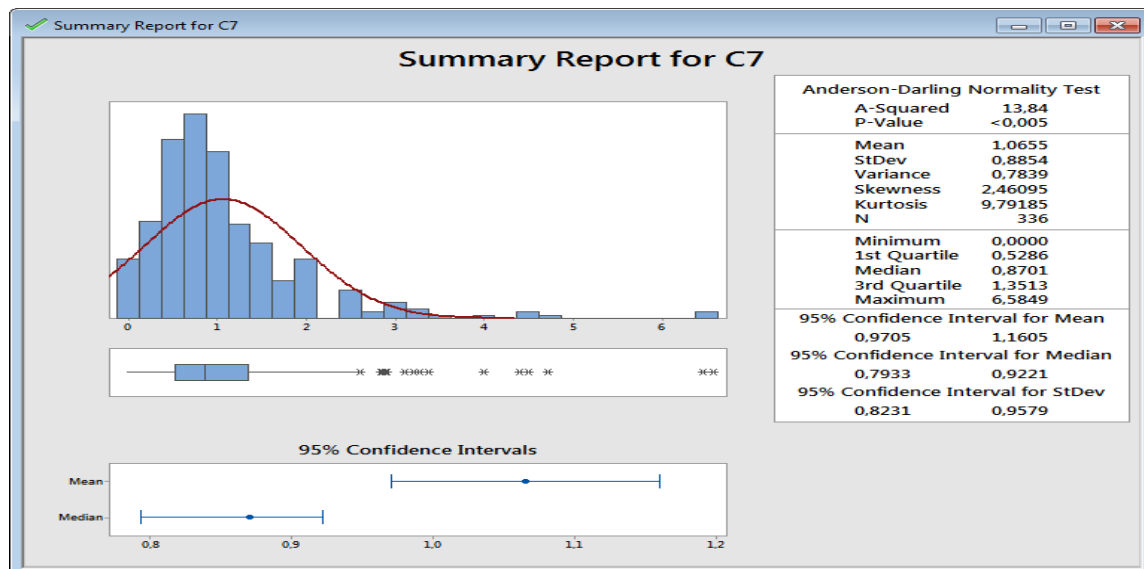 Summary Report for C7
Summary Report for C7
Anderson-Darling Normality Test
A-Squared 13,84
P-Value <0,005
Mean 1,0655
StDev 0,8854
Variance 0,7839
Skewness 2,46095
Kurtosis 9,79185
N 336
Minimum 0,0000
1st Quartile 0,5286
Median 0,8701
3rd Quartile 1,3513
Maximum 6,5849
95% Confidence Interval for Mean
0,9705 1,1605
95% Confidence Interval for Median
0,7933 0,9221
95% Confidence Interval for StDev
0,8231 0,9579
0 1 2 3 4 5 6
95% Confidence Intervals
Mean
Median
0,8 0,9 1,0 1,1 1,2